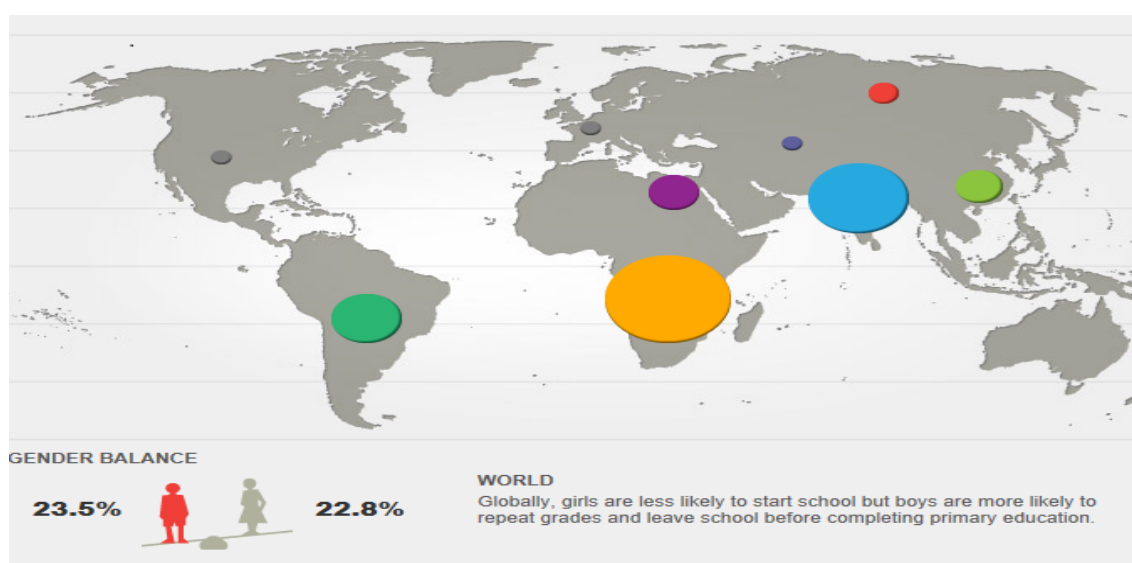 GENDER BALANCE
23.5%
22.8%
WORLD
Globally, girls are less likely to start school but boys are more likely to
repeat grades and leave school before completing primary education.